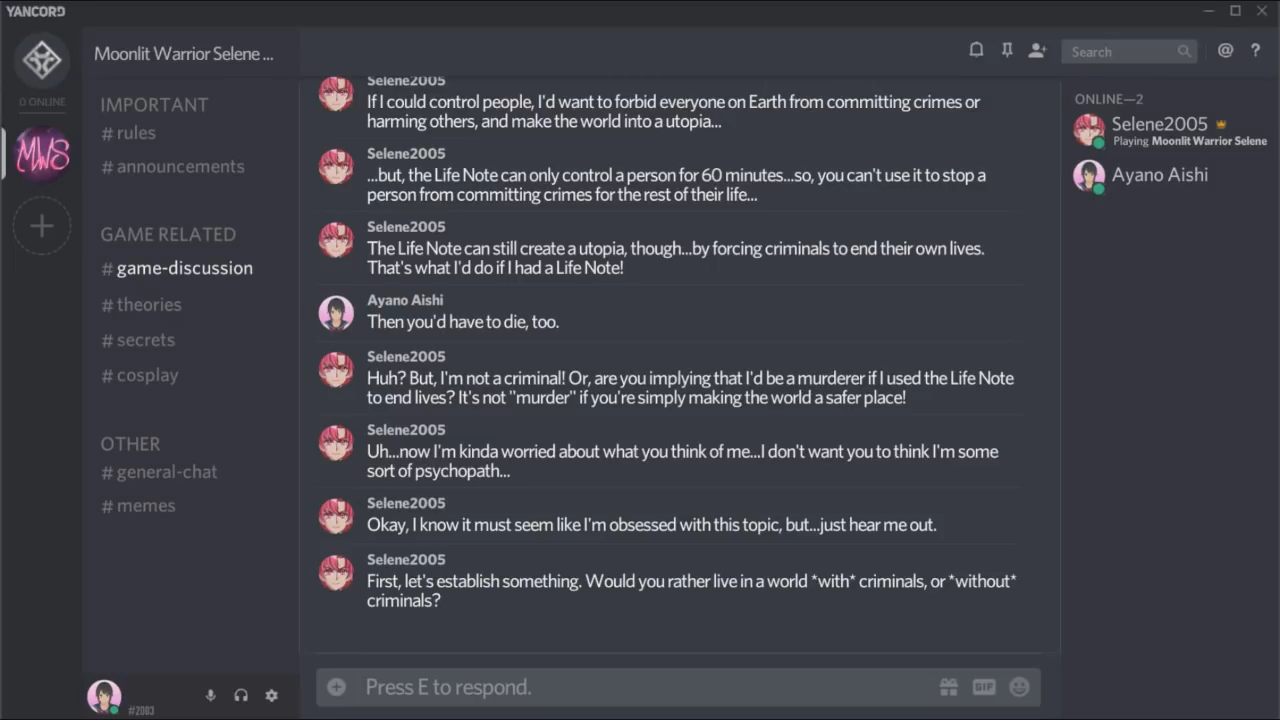 YANCORD
Moonlit Warrior Selene ...
Search
@
?
0 ONLINE
MWS
IMPORTANT
# rules
# announcements
GAME RELATED
# game-discussion
# theories
# secrets
# cosplay
OTHER
# general-chat
# memes
#2003
Selene2005
If I could control people, I'd want to forbid everyone on Earth from committing crimes or
harming others, and make the world into a utopia...
Selene2005
...but, the Life Note can only control a person for 60 minutes...so, you can't use it to stop a
person from committing crimes for the rest of their life...
Selene2005
The Life Note can still create a utopia, though...by forcing criminals to end their own lives.
That's what I'd do if I had a Life Note!
Ayano Aishi
Then you'd have to die, too.
Selene2005
Huh? But, I'm not a criminal! Or, are you implying that I'd be a murderer if I used the Life Note
to end lives? It's not "murder" if you're simply making the world a safer place!
Selene2005
Uh...now I'm kinda worried about what you think of me...I don't want you to think I'm some
sort of psychopath...
Selene2005
Okay, I know it must seem like I'm obsessed with this topic, but...just hear me out.
Selene2005
First, let's establish something. Would you rather live in a world *with* criminals, or *without*
criminals?
Press E to respond.
GIF
ONLINE—2
Selene2005
Playing Moonlit Warrior Selene
Ayano Aishi